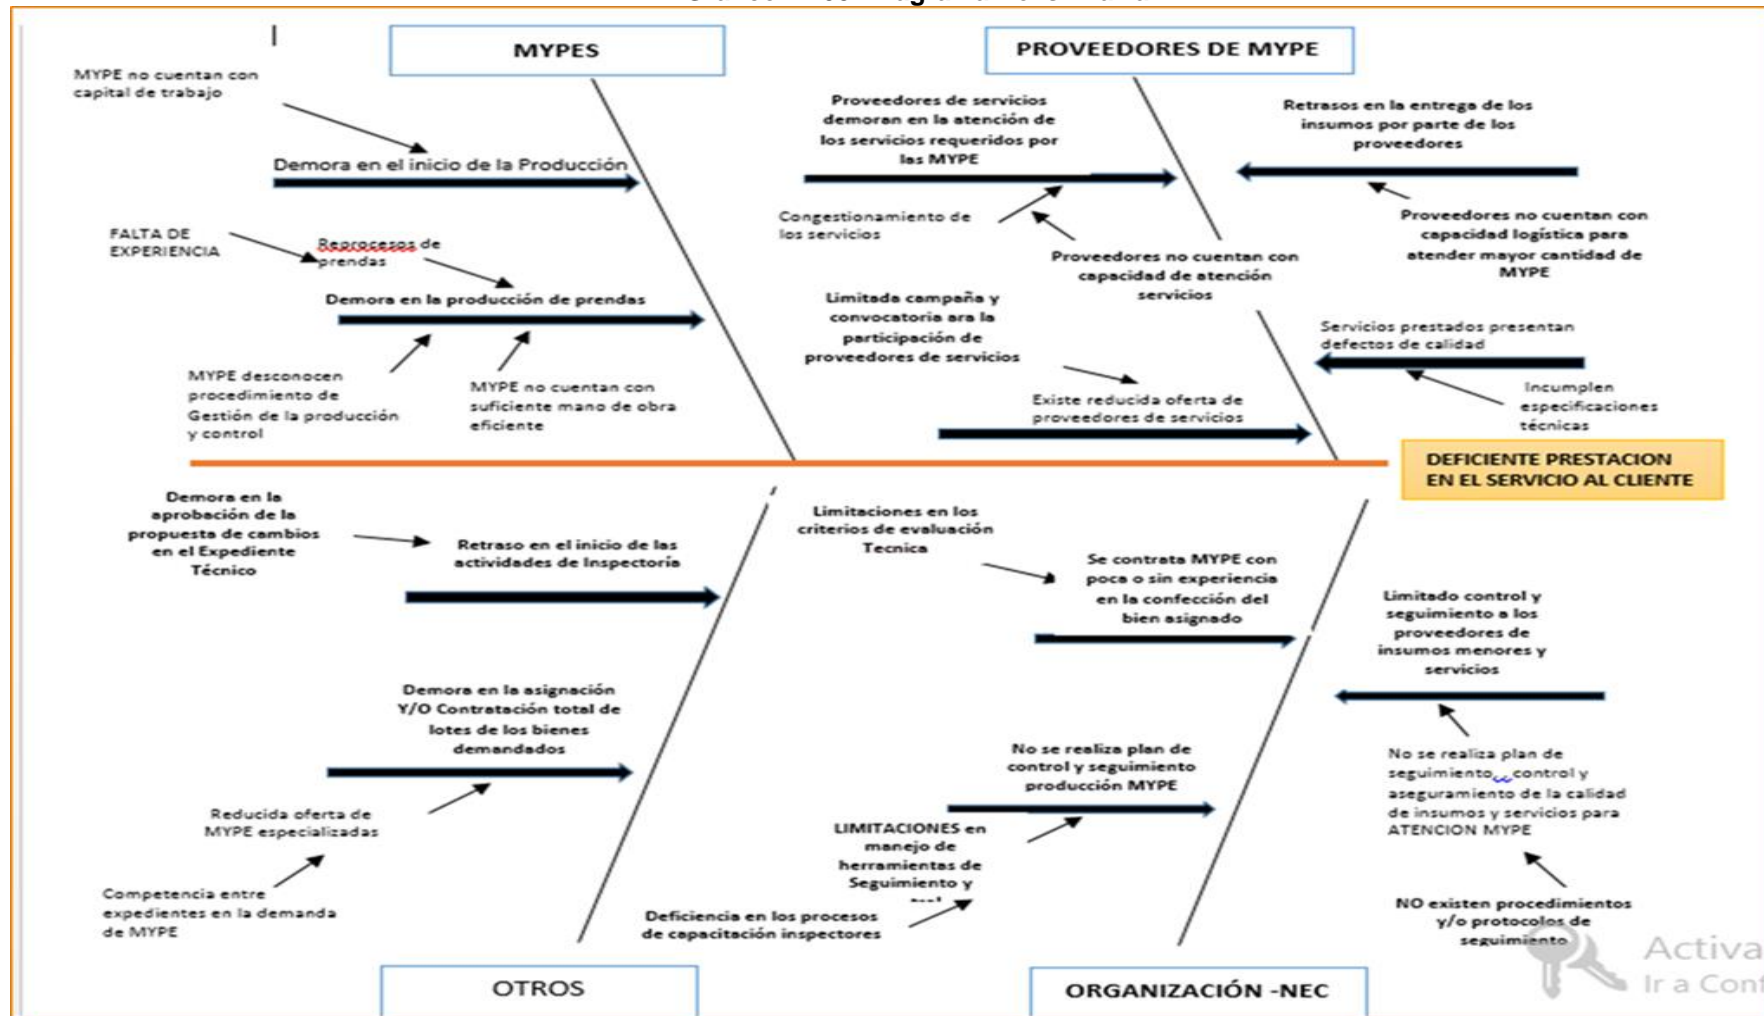 MYPES
MYPE no cuentan con
capital de trabajo
Demora en el inicio de la Producción
FALTA DE
EXPERIENCIA
Reprocesos de
prendas
Demora en la producción de prendas
MYPE desconocen
procedimiento de
Gestión de la producción
y control
MYPE no cuentan con
suficiente mano de obra
eficiente
PROVEEDORES DE MYPE
Proveedores de servicios
demoran en la atención de
los servicios requeridos por
las MYPE
Congestionamiento de
los servicios
Proveedores no cuentan con
capacidad de atención
servicios
Limitada campaña y
convocatoria ara la
participación de
proveedores de servicios
Existe reducida oferta de
proveedores de servicios
Retrasos en la entrega de los
insumos por parte de los
proveedores
Proveedores no cuentan con
capacidad logística para
atender mayor cantidad de
MYPE
Servicios prestados presentan
defectos de calidad
Incumplen
especificaciones
técnicas
DEFICIENTE PRESTACION
EN EL SERVICIO AL CLIENTE
Demora en la
aprobación de la
propuesta de cambios
en el Expediente
Técnico
Retraso en el inicio de las
actividades de Inspectoría
Demora en la asignación
Y/O Contratación total de
lotes de los bienes
demandados
Reducida oferta de
MYPE especializadas
Competencia entre
expedientes en la demanda
de MYPE
OTROS
Limitaciones en los
criterios de evaluación
Tecnica
Se contrata MYPE con
poca o sin experiencia
en la confección del
bien asignado
No se realiza plan de
control y seguimiento
producción MYPE
LIMITACIONES en
manejo de
herramientas de
Seguimiento y
Deficiencia en los procesos
de capacitación inspectores
Limitado control y
seguimiento a los
proveedores de
insumos menores y
servicios
No se realiza plan de
seguimiento, control y
aseguramiento de la calidad
de insumos y servicios para
ATENCION MYPE
NO existen procedimientos
y/o protocolos de
seguimiento
ORGANIZACIÓN -NEC
Activa
Ir a Conf